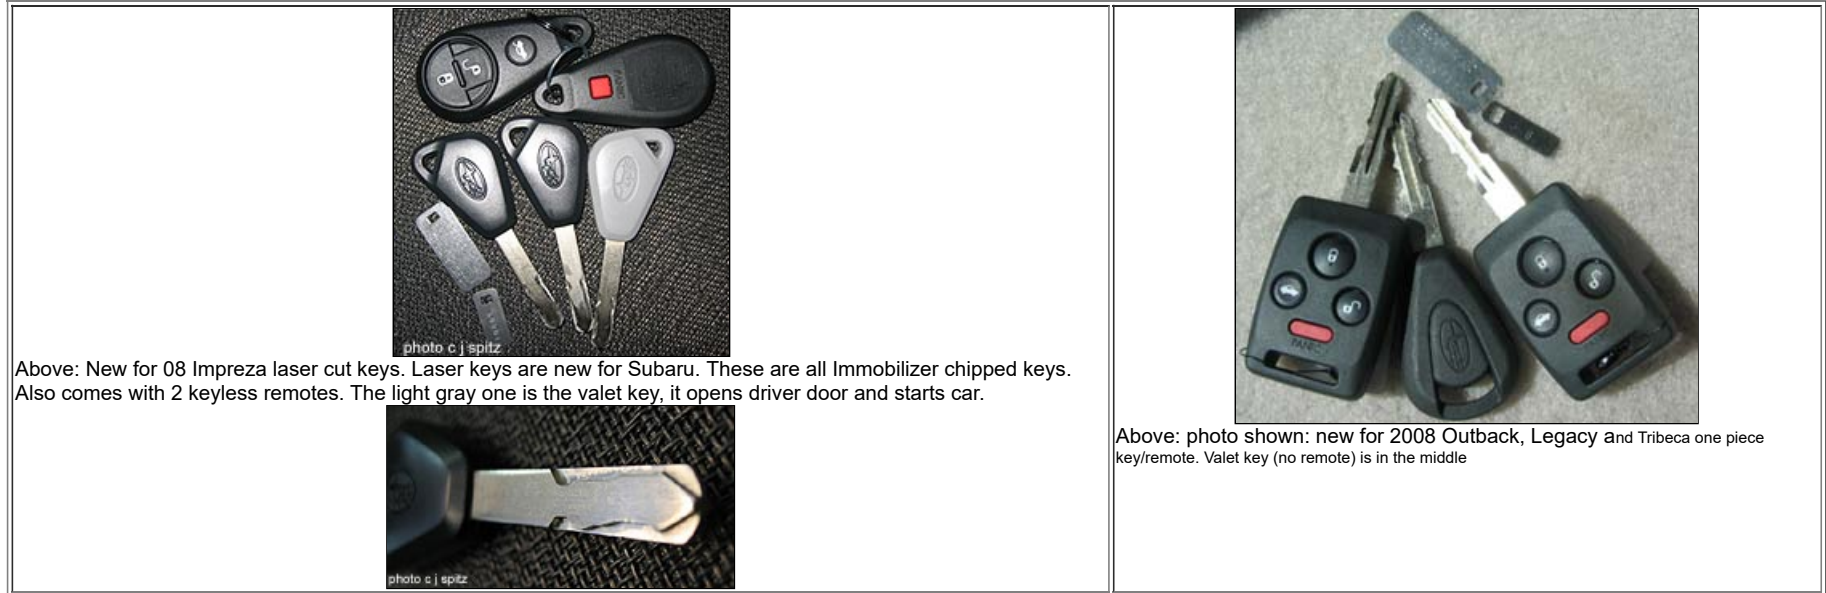 PANIC
photo c j spitz
Above: New for 08 Impreza laser cut keys. Laser keys are new for Subaru. These are all Immobilizer chipped keys.
Also comes with 2 keyless remotes. The light gray one is the valet key, it opens driver door and starts car.
photo c j spitz
PANIC
Above: photo shown: new for 2008 Outback, Legacy and Tribeca one piece
key/remote. Valet key (no remote) is in the middle